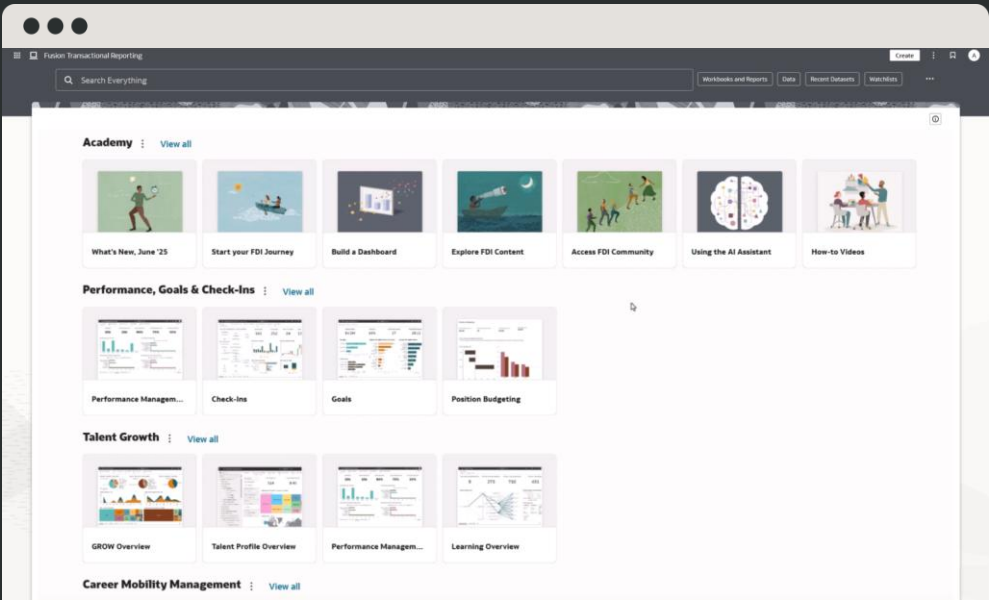 Fusion Transactional Reporting
Create
A
Search Everything
Workbooks and Reports
Data
Recent Datasets
Watchlists
Academy
View all
What's New, June '25
Start your FDI Journey
Build a Dashboard
Explore FDI Content
Access FDI Community
Using the AI Assistant
How-to Videos
Performance, Goals & Check-Ins
View all
Performance Managem...
Check-Ins
Goals
Position Budgeting
Talent Growth
View all
GROW Overview
Talent Profile Overview
Performance Managem...
Learning Overview
Career Mobility Management
View all